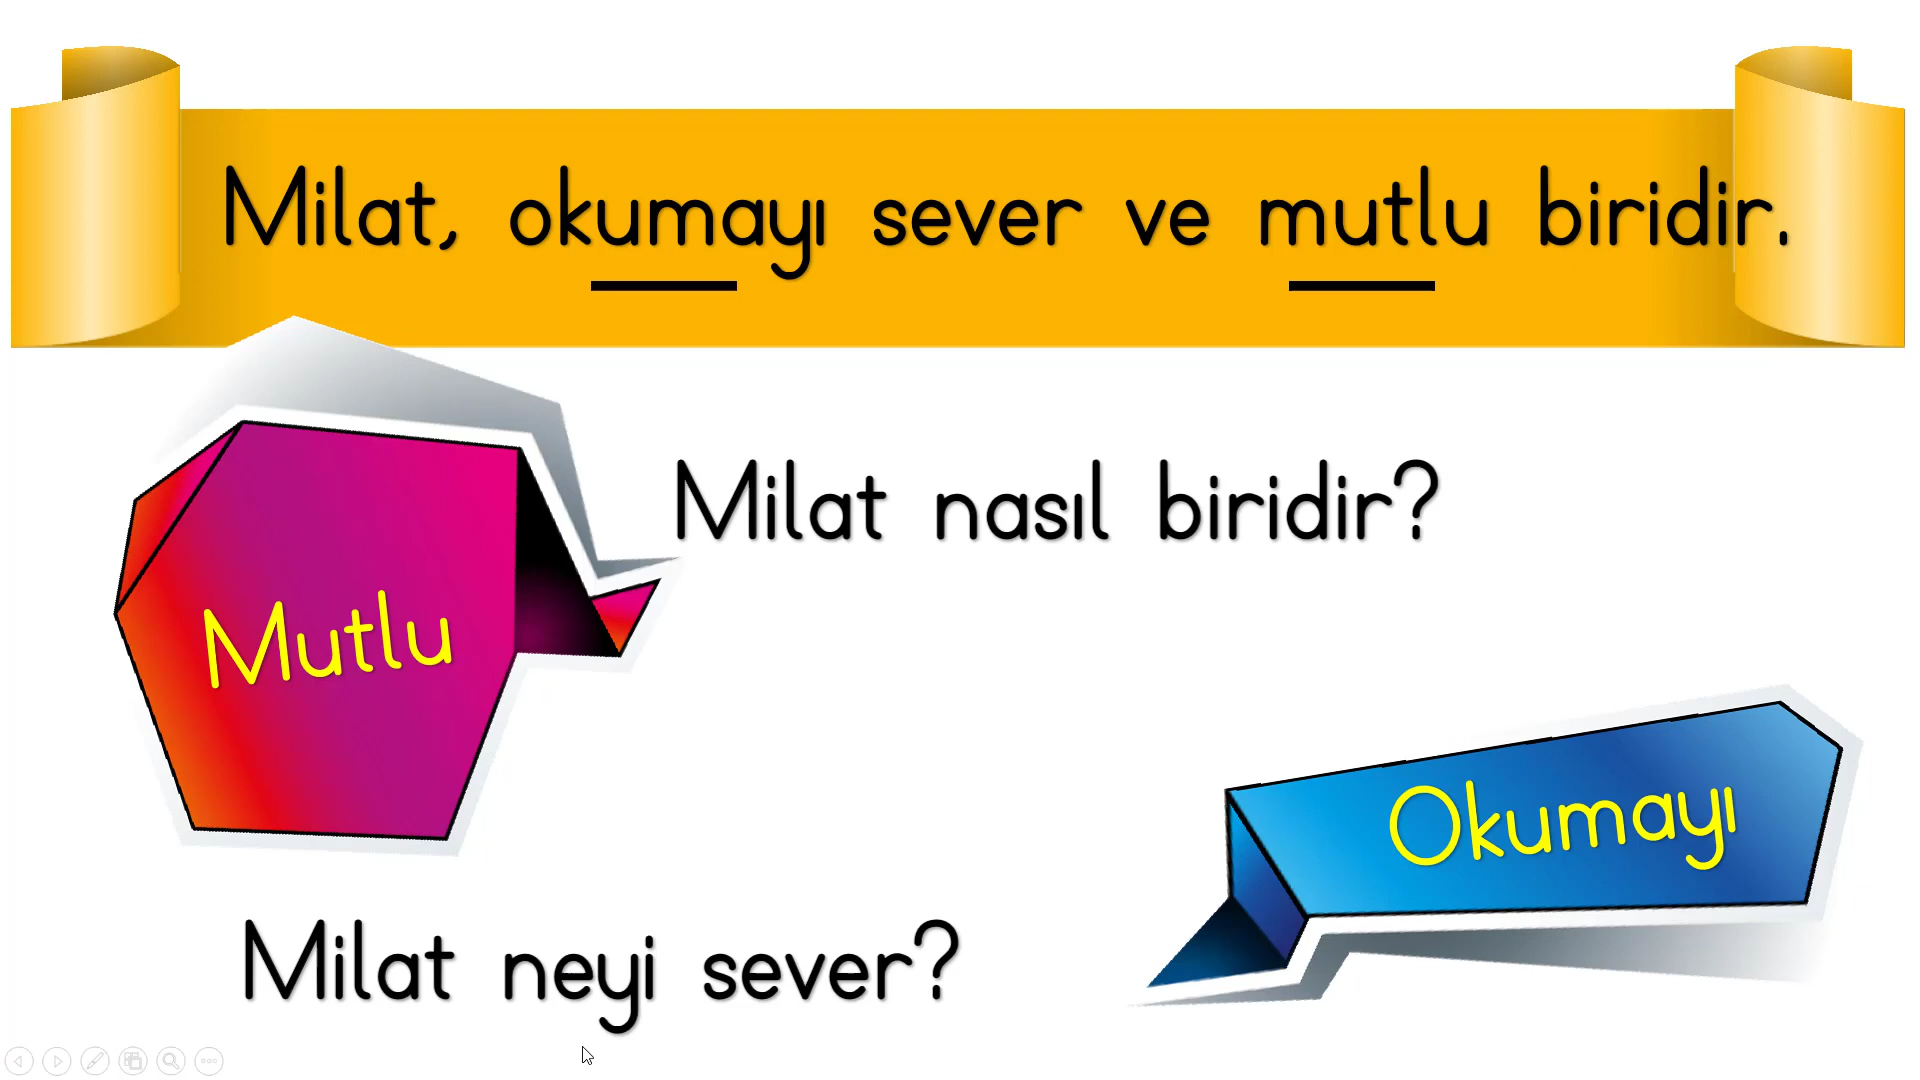 Milat, okumayı sever ve mutlu biridir.
Milat nasıl biridir?
Mutlu
Okumayı
Milat neyi sever?